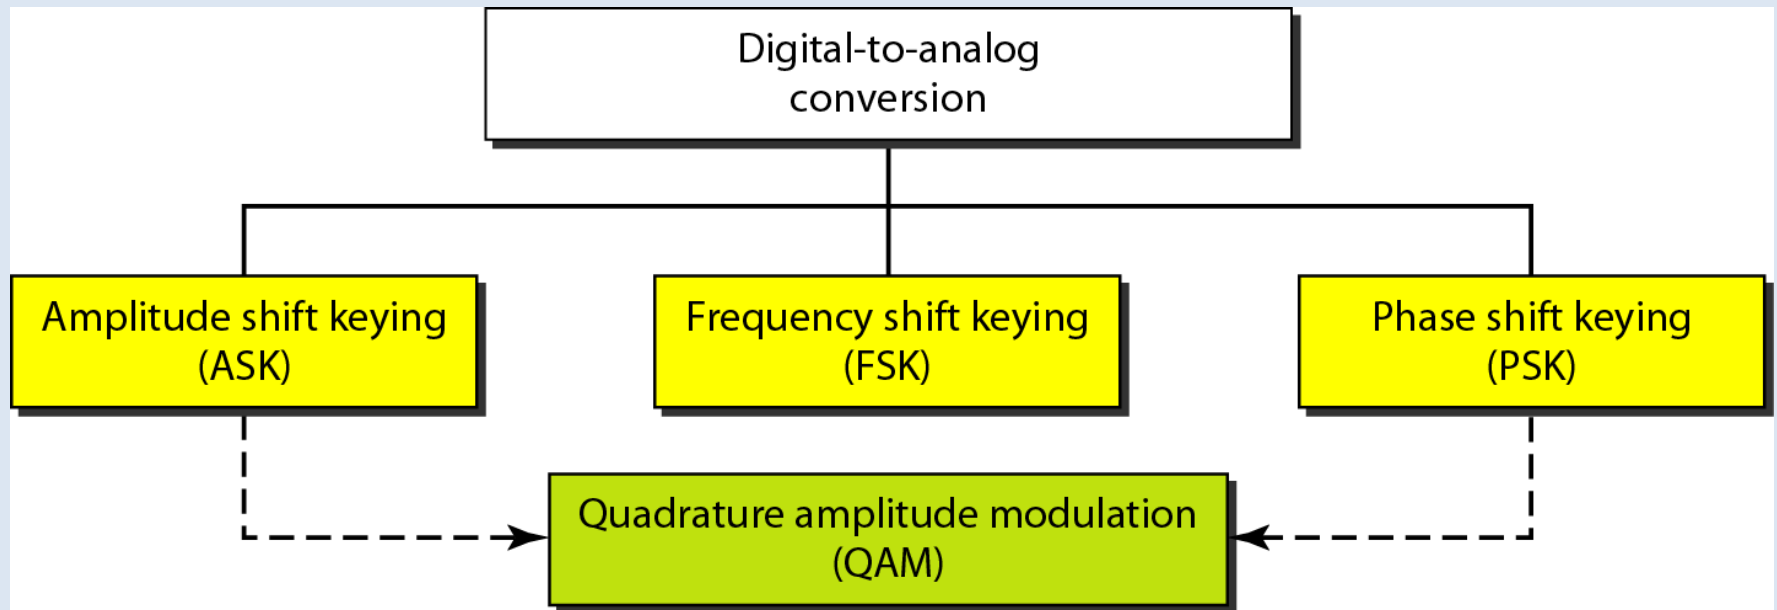 Digital-to-analog
conversion
Amplitude shift keying
(ASK)
Frequency shift keying
(FSK)
Phase shift keying
(PSK)
Quadrature amplitude modulation
(QAM)